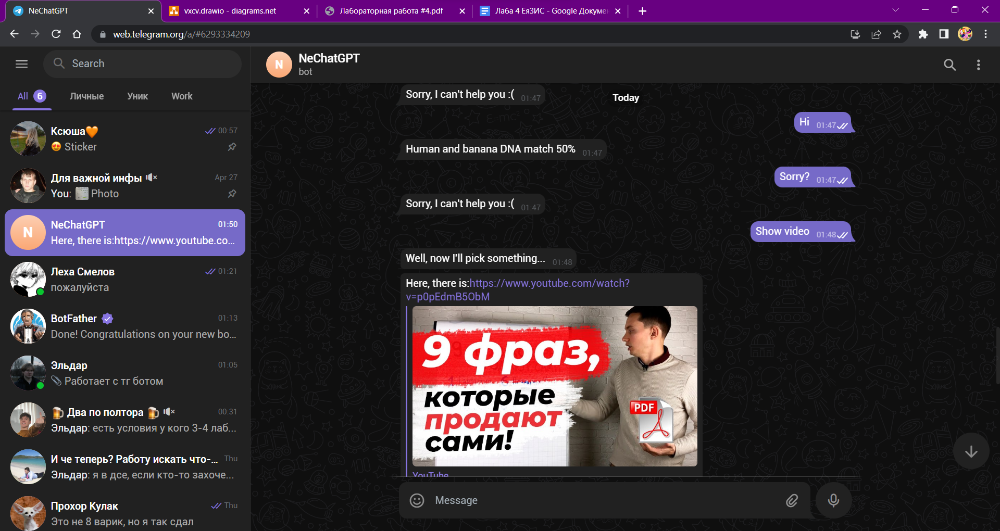 NeChatGPT
vxcv.drawio - diagrams.net
Лабораторная работа #4.pdf
Лаба 4 ЕяЗИС - Google Докумен
web.telegram.org/a/#6293334209
Search
All 6
Личные
Уник
Work
Ксюша🧡
00:57
😍 Sticker
Для важной инфы
Apr 27
You: Photo
N
NeChatGPT
01:50
Here, there is:https://www.youtube.co...
Леха Смелов
01:21
пожалуйста
BotFather
01:13
Done! Congratulations on your new bo...
Эльдар
01:05
📎 Работает с тг ботом
🍺 Два по полтора 🍺
00:31
Эльдар: есть условия у кого 3-4 лаб...
И че теперь? Работу искать что-...
Thu
Эльдар: я в дсе, если кто-то захоче...
Прохор Кулак
Thu
Это не 8 варик, но я так сдал
N
NeChatGPT
bot
Sorry, I can't help you :( 01:47
Today
Hi 01:47
Human and banana DNA match 50% 01:47
Sorry? 01:47
Sorry, I can't help you :( 01:47
Show video 01:48
Well, now I'll pick something... 01:48
Here, there is:https://www.youtube.com/watch?
v=p0pEdmB5ObM
9 фраз,
которые
продают
сами!
PDF
YouTube
Message